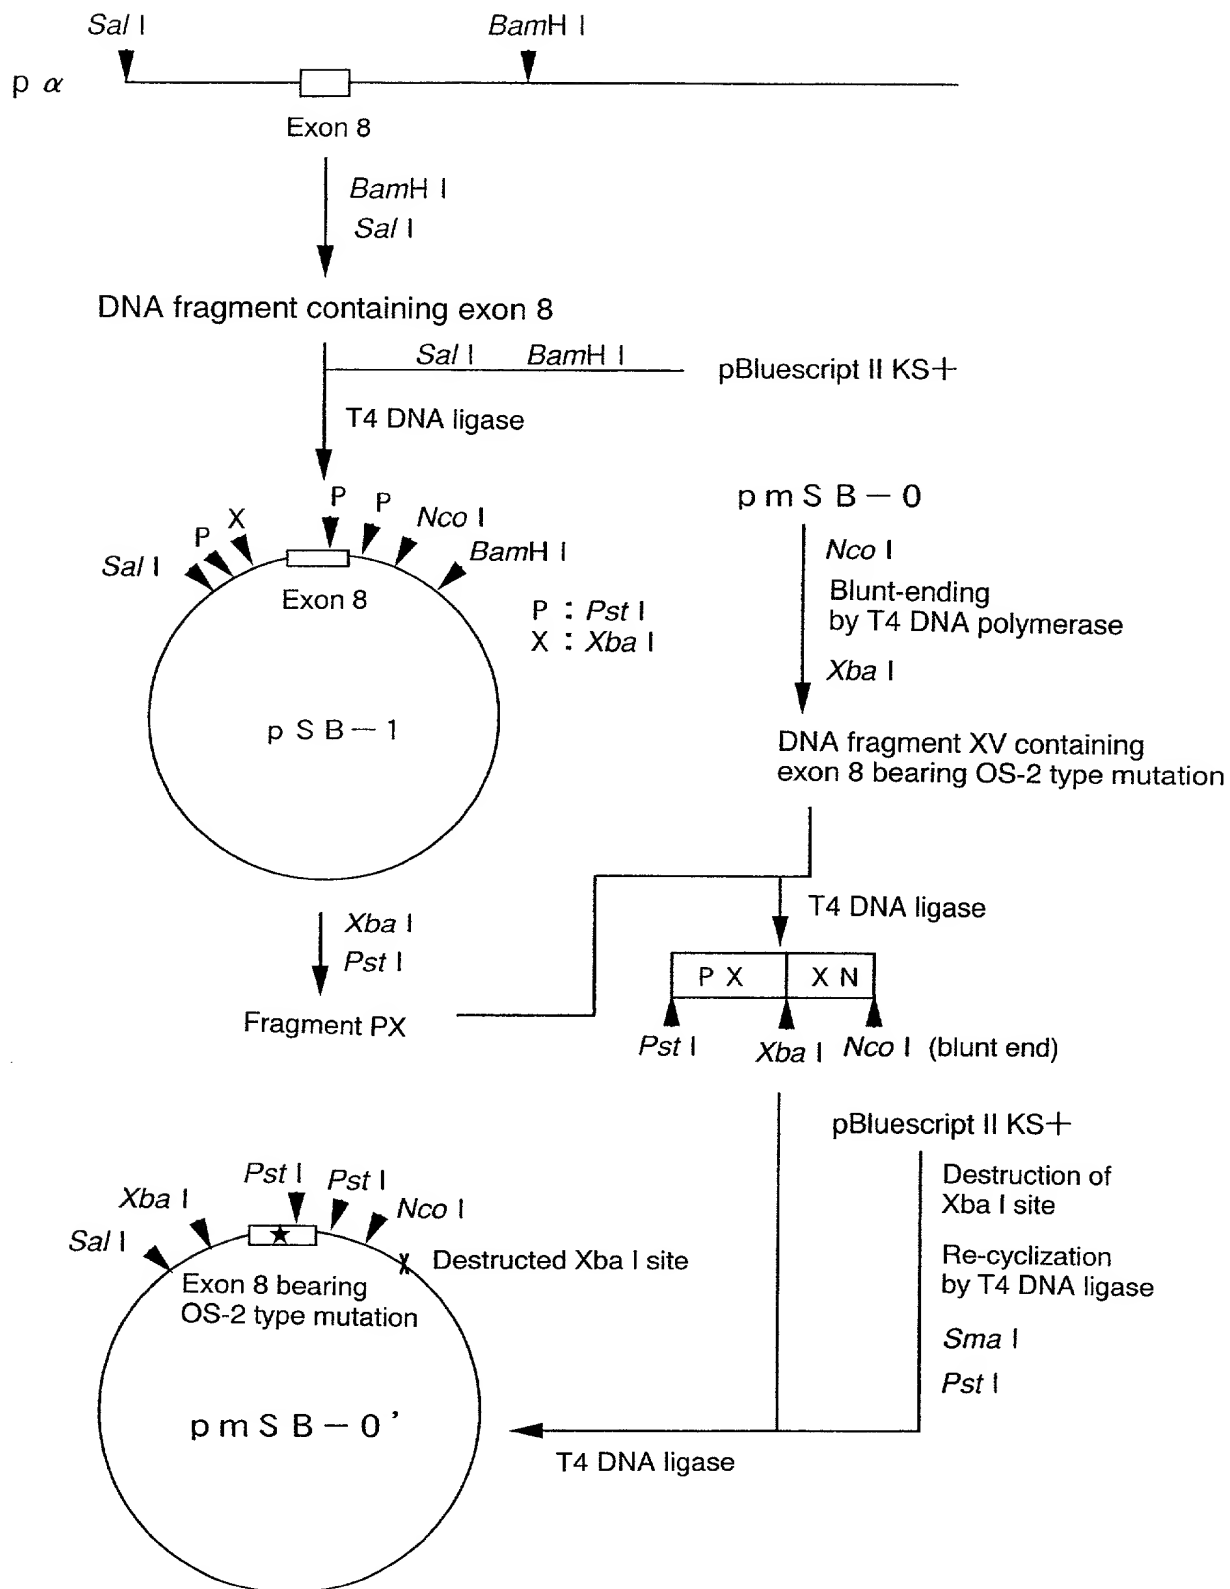 Sal I
BamH I
p α
Exon 8
BamH I
Sal I
DNA fragment containing exon 8
Sal I BamH I
pBluescript II KS+
T4 DNA ligase
P
P
X
P
Nco I
Sal I
BamH I
Exon 8
P : Pst I
X : Xba I
p S B - 1
p m S B - 0
Nco I
Blunt-ending
by T4 DNA polymerase
Xba I
DNA fragment XV containing
exon 8 bearing OS-2 type mutation
Xba I
Pst I
Fragment PX
T4 DNA ligase
P X
X N
Pst I
Xba I
Nco I (blunt end)
pBluescript II KS+
Destruction of
Xba I site
Re-cyclization
by T4 DNA ligase
Sma I
Pst I
T4 DNA ligase
Pst I
Pst I
Xba I
Nco I
Sal I
Destructed Xba I site
Exon 8 bearing
OS-2 type mutation
p m S B - 0 '